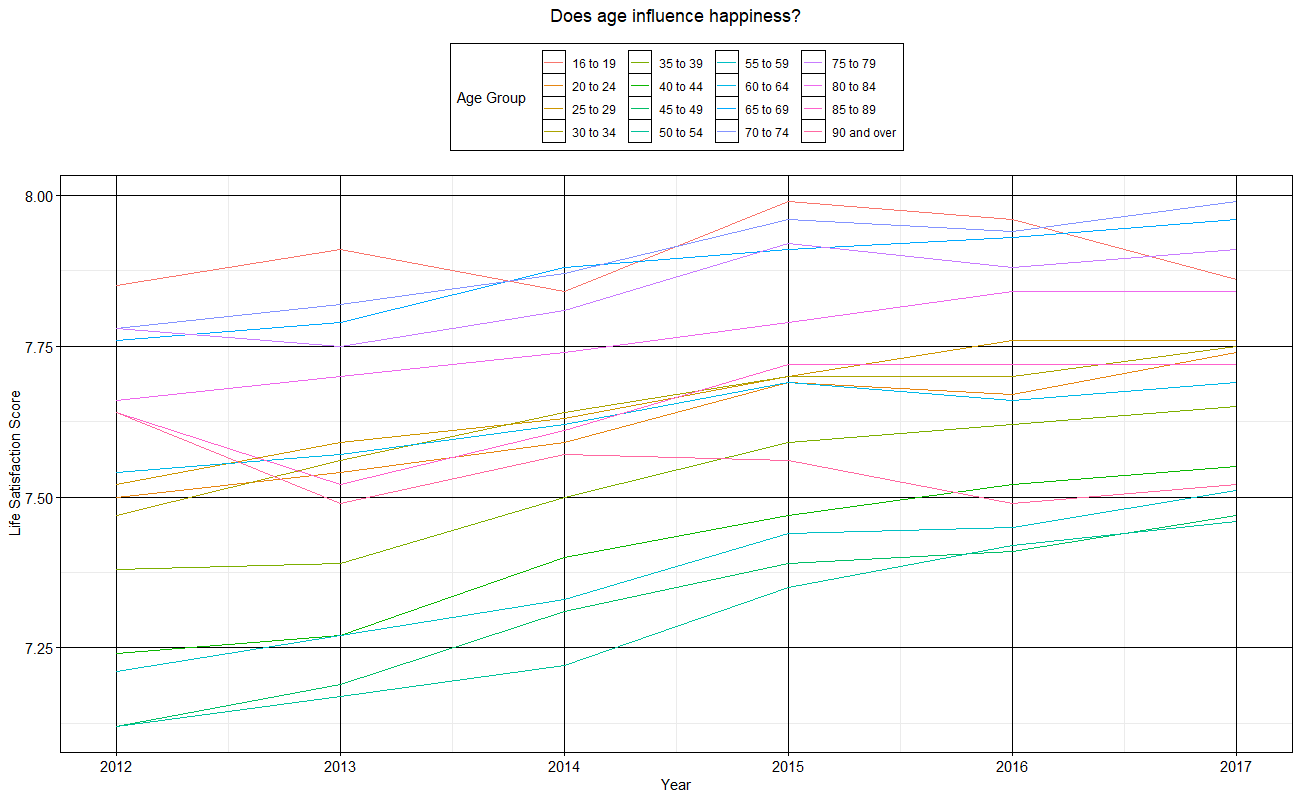 Does age influence happiness?
Age Group
16 to 19 35 to 39 55 to 59 75 to 79
20 to 24 40 to 44 60 to 64 80 to 84
25 to 29 45 to 49 65 to 69 85 to 89
30 to 34 50 to 54 70 to 74 90 and over
Life Satisfaction Score
8.00
7.75
7.50
7.25
2012 2013 2014 2015 2016 2017
Year